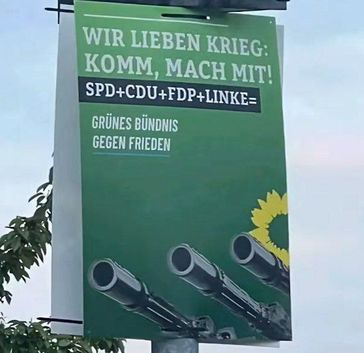 WIR LIEBEN KRIEG:
KOMM, MACH MIT!
SPD+CDU+FDP+LINKE=
GRÜNES BÜNDNIS
GEGEN FRIEDEN